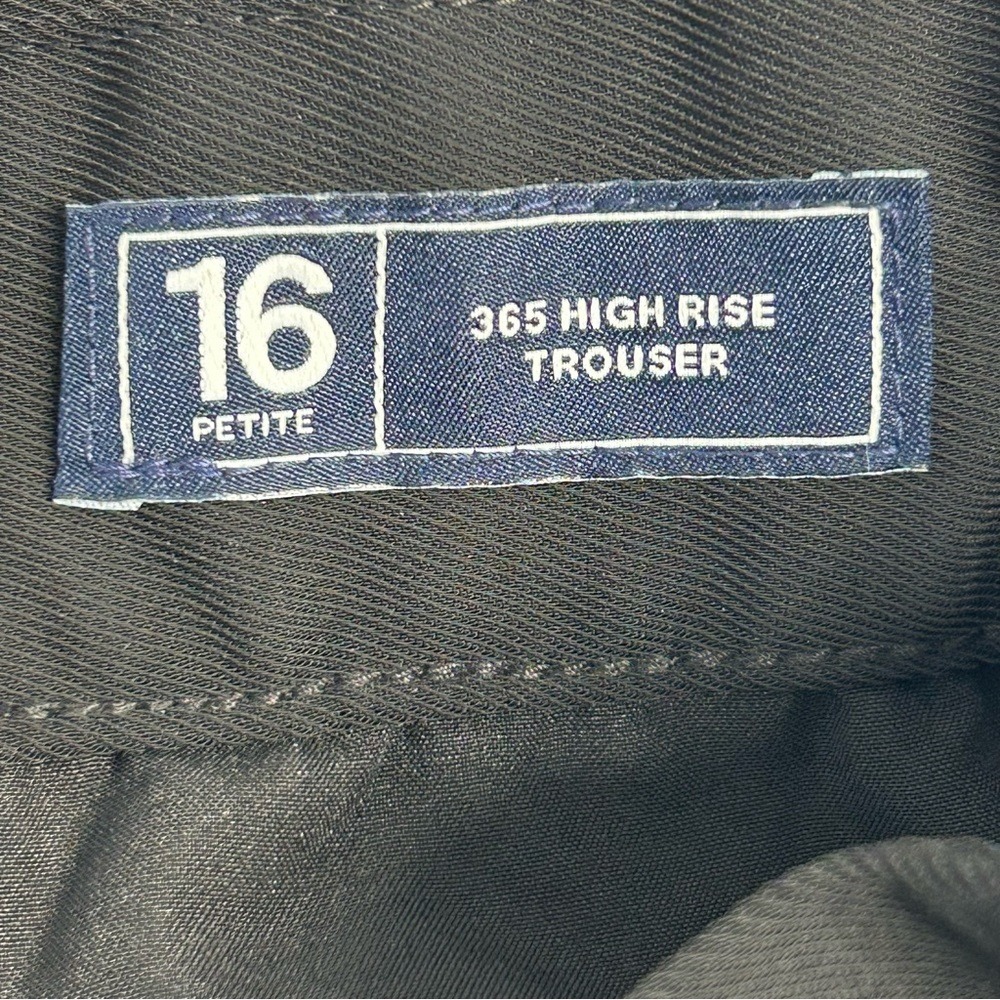 16
PETITE
365 HIGH RISE
TROUSER